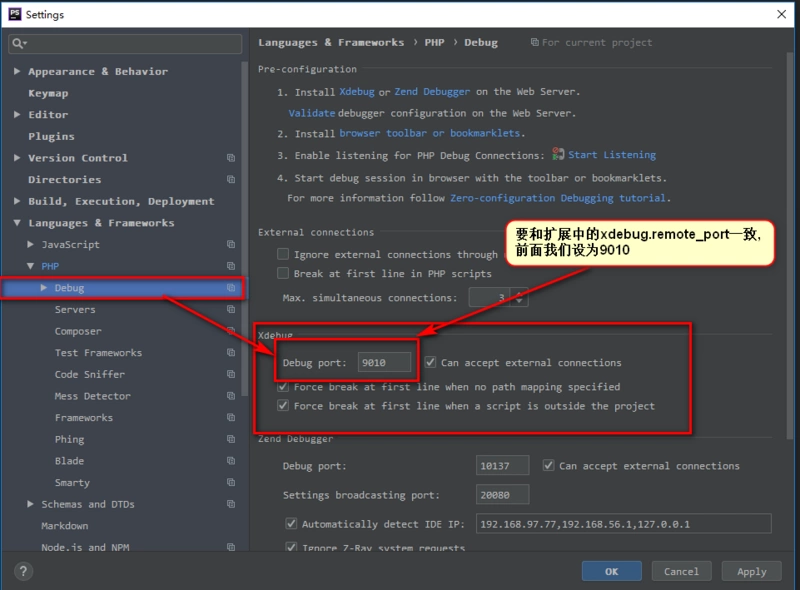 PS Settings
Languages & Frameworks › PHP › Debug For current project
Appearance & Behavior
Keymap
Editor
Plugins
Version Control
Directories
Build, Execution, Deployment
Languages & Frameworks
JavaScript
PHP
Debug
Servers
Composer
Test Frameworks
Code Sniffer
Mess Detector
Frameworks
Phing
Blade
Smarty
Schemas and DTDs
Markdown
Node.js and NPM
Pre-configuration
1. Install Xdebug or Zend Debugger on the Web Server.
Validate debugger configuration on the Web Server.
2. Install browser toolbar or bookmarklets.
3. Enable listening for PHP Debug Connections: Start Listening
4. Start debug session in browser with the toolbar or bookmarklets.
For more information follow Zero-configuration Debugging tutorial.
External connections
Ignore external connections through
Break at first line in PHP scripts
Max. simultaneous connections: 3
要和扩展中的xdebug.remote_port一致,
前面我们设为9010
Xdebug
Debug port: 9010 Can accept external connections
Force break at first line when no path mapping specified
Force break at first line when a script is outside the project
Zend Debugger
Debug port: 10137 Can accept external connections
Settings broadcasting port: 20080
Automatically detect IDE IP: 192.168.97.77,192.168.56.1,127.0.0.1
Ignore Z-Ray system requests
? OK Cancel Apply